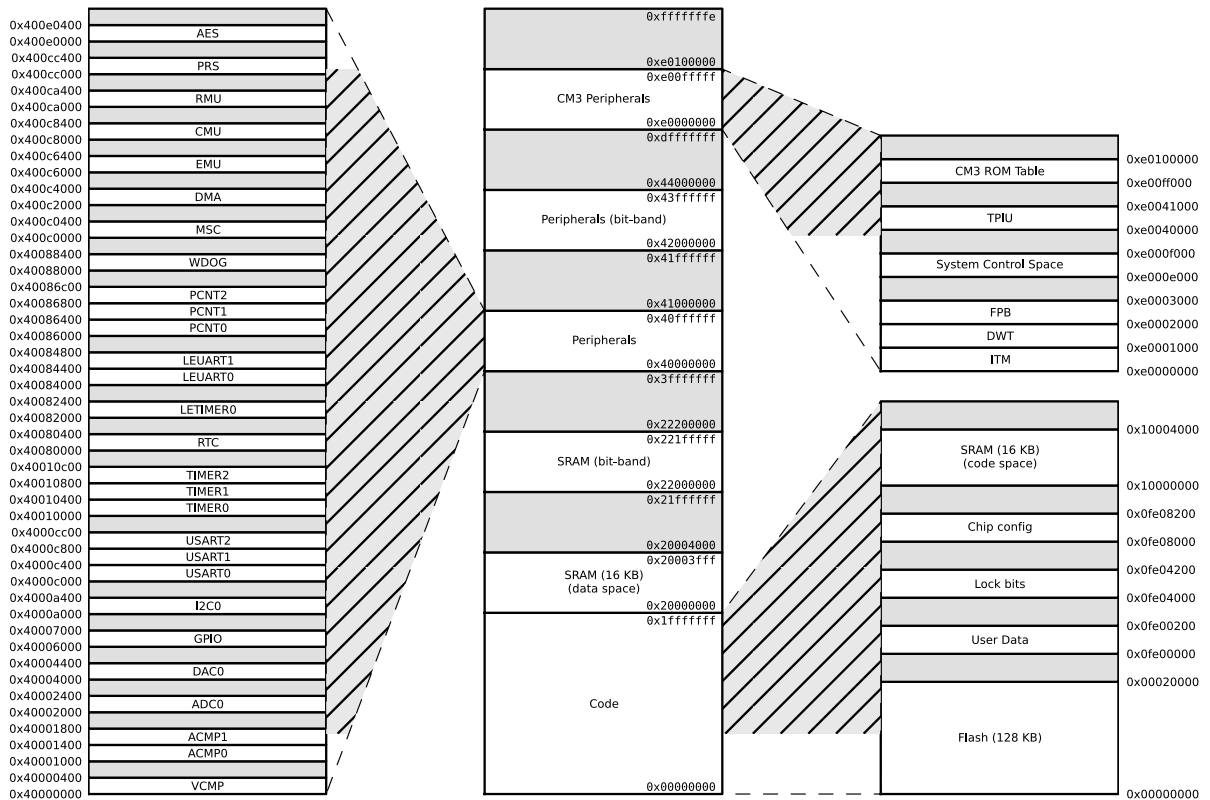 0x400e0400
AES
0x400e0000
0x400cc400
PRS
0x400cc000
0x400ca400
RMU
0x400ca000
0x400c8400
CMU
0x400c8000
0x400c6400
EMU
0x400c6000
0x400c4000
DMA
0x400c2000
0x400c0400
MSC
0x400c0000
0x40088400
WDOG
0x40088000
0x40086c00
PCNT2
0x40086800
PCNT1
0x40086400
PCNT0
0x40086000
0x40084800
LEUART1
0x40084400
LEUART0
0x40084000
0x40082400
LETIMER0
0x40082000
0x40080400
RTC
0x40080000
0x40010c00
TIMER2
0x40010800
TIMER1
0x40010400
TIMER0
0x40010000
0x4000cc00
USART2
0x4000c800
USART1
0x4000c400
USART0
0x4000c000
0x4000a400
I2C0
0x4000a000
0x40007000
GPIO
0x40006000
0x40004400
DAC0
0x40004000
0x40002400
ADC0
0x40002000
0x40001800
ACMP1
0x40001400
ACMP0
0x40001000
0x40000400
VCMP
0x40000000
0xfffffffe
0xe0100000
0xe00fffff
CM3 Peripherals
0xe0000000
0xdfffffff
0x44000000
0x43ffffff
Peripherals (bit-band)
0x42000000
0x41ffffff
0x41000000
0x40ffffff
Peripherals
0x40000000
0x3fffffff
0x22200000
0x221fffff
SRAM (bit-band)
0x22000000
0x21ffffff
0x20004000
0x20003fff
SRAM (16 KB)
(data space)
0x20000000
0x1fffffff
Code
0x00000000
0xe0100000
CM3 ROM Table
0xe00ff000
0xe0041000
TPIU
0xe0040000
0xe000f000
System Control Space
0xe000e000
0xe0003000
FPB
0xe0002000
DWT
0xe0001000
ITM
0xe0000000
0x10004000
SRAM (16 KB)
(code space)
0x10000000
0x0fe08200
Chip config
0x0fe08000
0x0fe04200
Lock bits
0x0fe04000
0x0fe00200
User Data
0x0fe00000
0x00020000
Flash (128 KB)
0x00000000